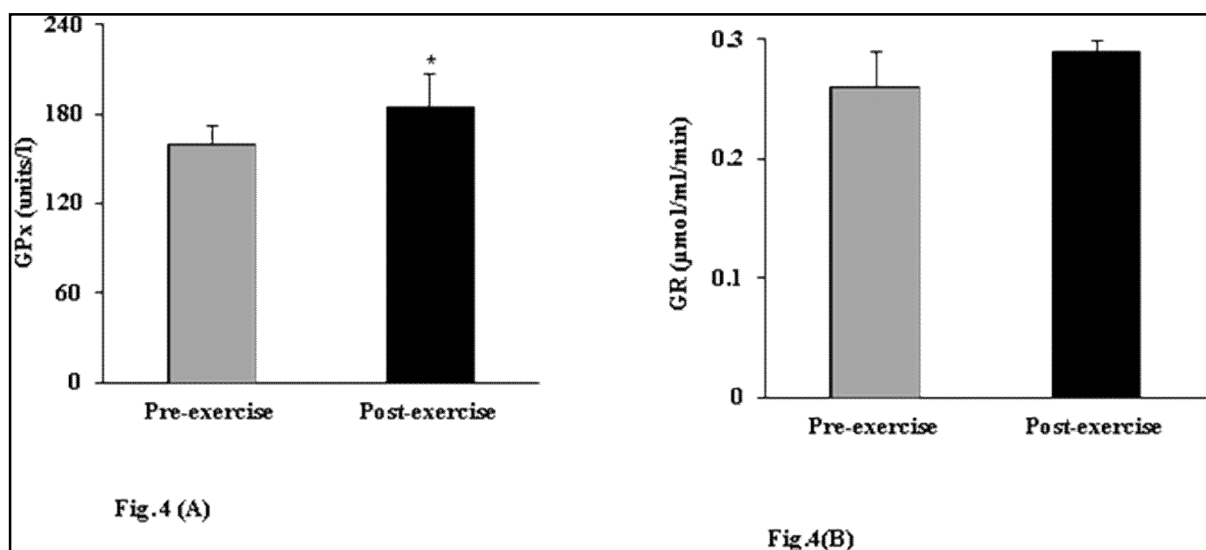 240
180
120
60
0
GPx (units/l)
*
Pre-exercise
Post-exercise
Fig.4 (A)
0.3
0.2
0.1
0
GR (µmol/ml/min)
Pre-exercise
Post-exercise
Fig.4(B)